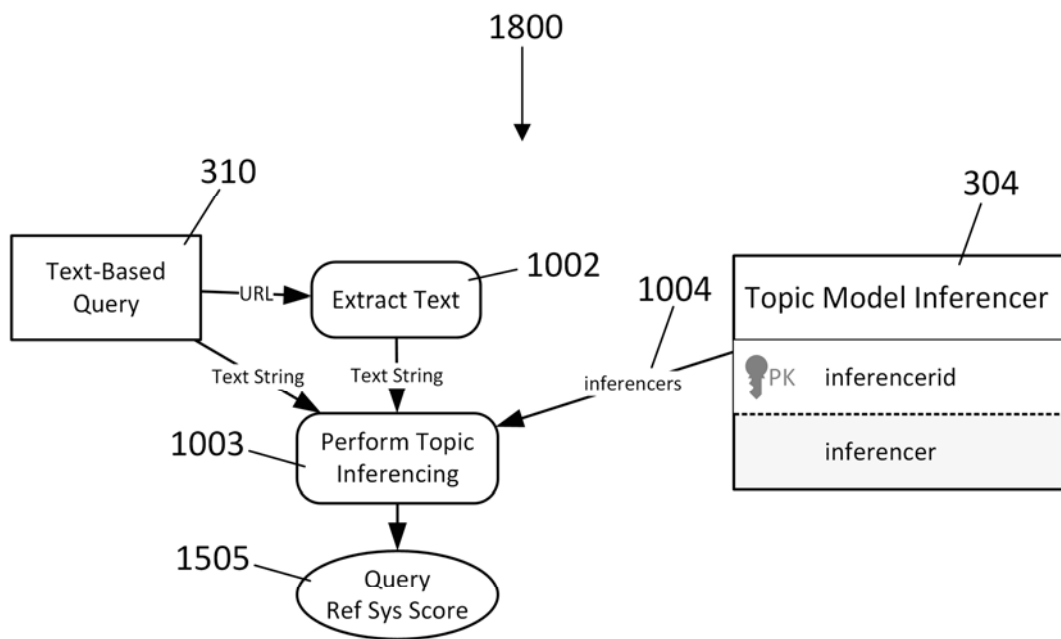 1800
310
304
Text-Based
Query
URL
Extract Text
1002
1004
Topic Model Inferencer
Text String
Text String
inferencers
PK
inferencerid
1003
Perform Topic
Inferencing
inferencer
1505
Query
Ref Sys Score